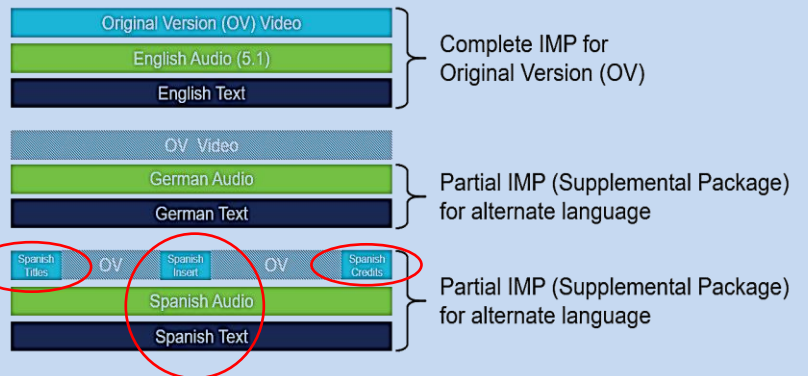 Original Version (OV) Video
English Audio (5.1)
English Text
Complete IMP for
Original Version (OV)
OV Video
German Audio
German Text
Partial IMP (Supplemental Package)
for alternate language
Spanish
Titles
OV
Spanish
Insert
OV
Spanish
Credits
Spanish Audio
Spanish Text
Partial IMP (Supplemental Package)
for alternate language